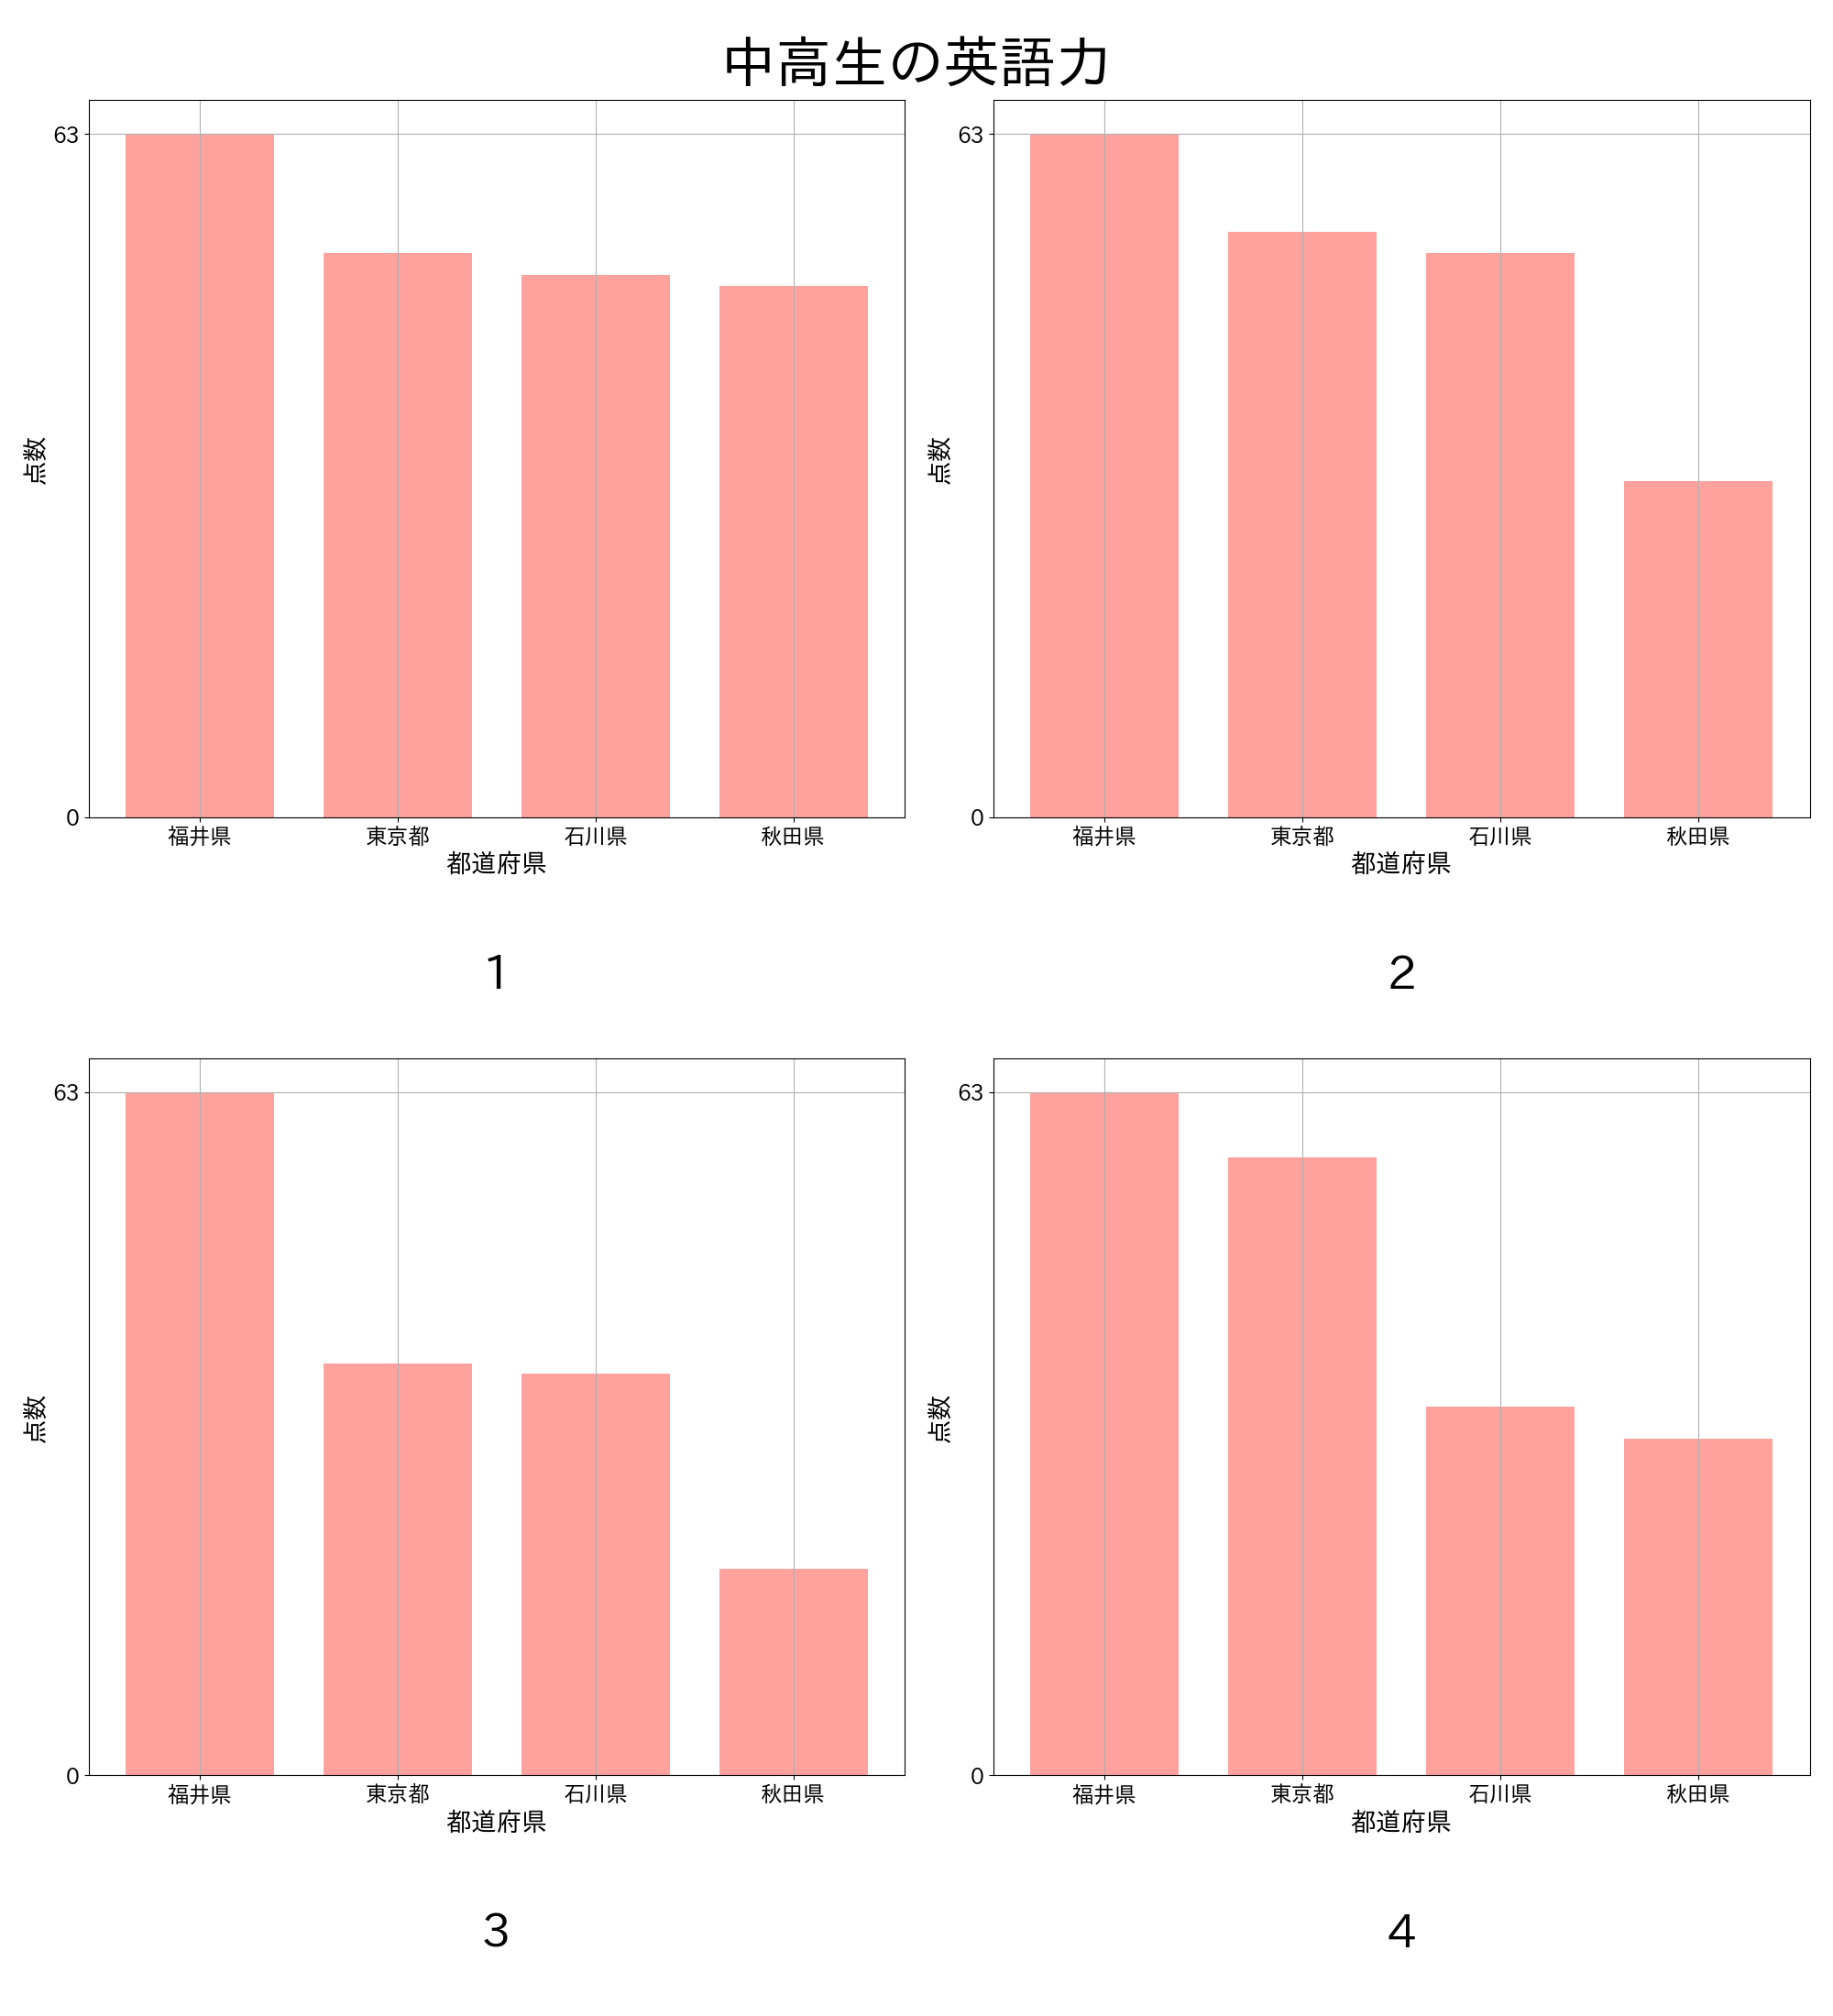 中高生の英語力
63
点数
0
福井県 東京都 石川県 秋田県
都道府県
1
63
点数
0
福井県 東京都 石川県 秋田県
都道府県
2
63
点数
0
福井県 東京都 石川県 秋田県
都道府県
3
63
点数
0
福井県 東京都 石川県 秋田県
都道府県
4